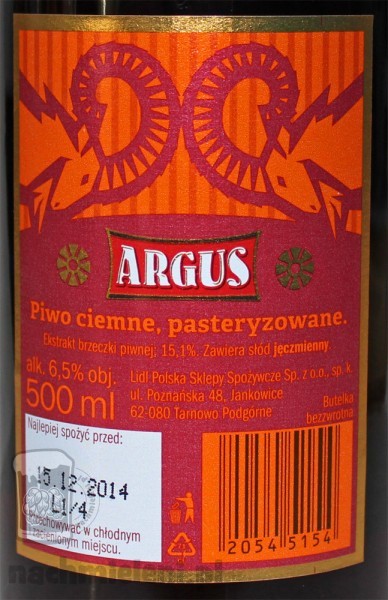 ARGUS
Piwo ciemne, pasteryzowane.
Ekstrakt brzeczki piwnej: 15,1%. Zawiera słód jęczmienny.
alk. 6,5% obj.
500 ml
Lidl Polska Sklepy Spożywcze Sp. z o.o., sp. k.
ul. Poznańska 48, Jankowice
62-080 Tarnowo Podgórne
Butelka
bezzwrotna
Najlepiej spożyć przed:
15.12.2014
L1/4
Przechowywać w chłodnym
zacienionym miejscu.
2054 5154
nachmieleni.pl